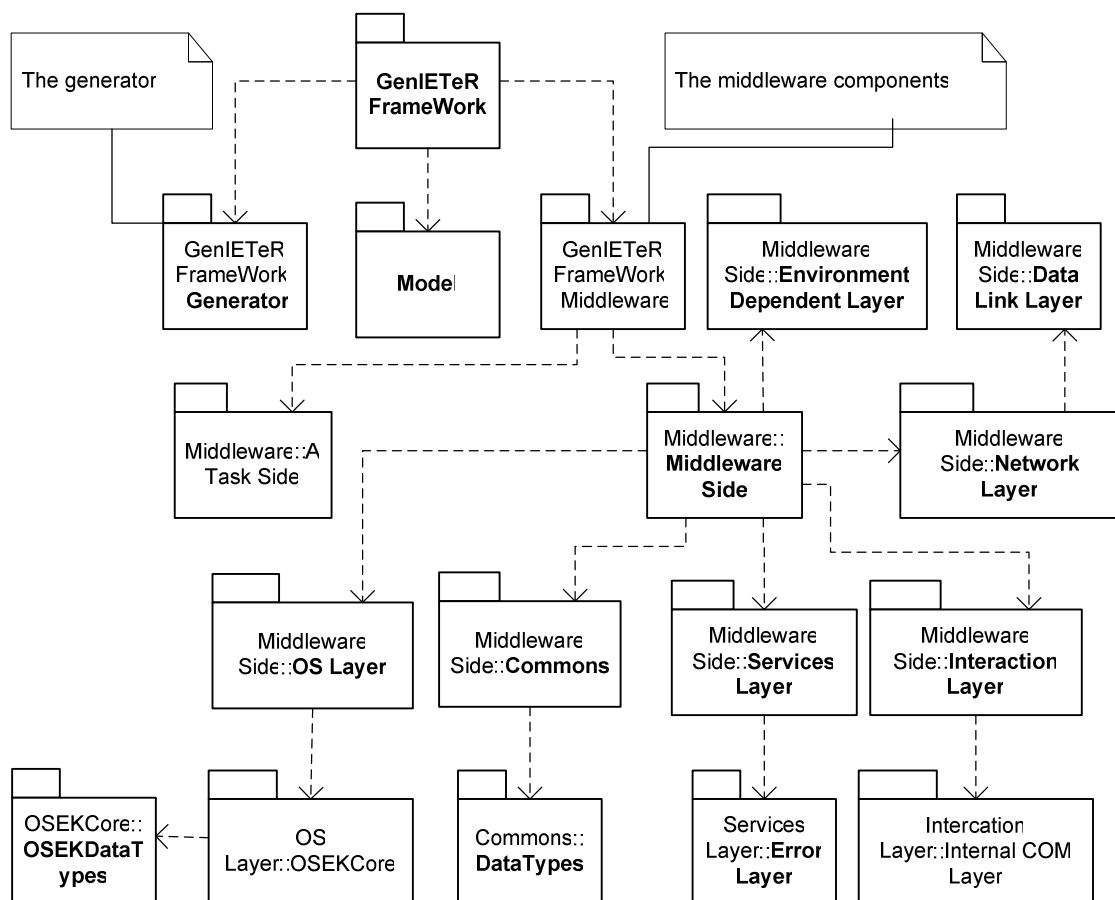 The generator
GenIETeR
FrameWork
The middleware components
GenIETeR
FrameWork
Generator
Model
GenIETeR
FrameWork
Middleware
Middleware
Side::Environment
Dependent Layer
Middleware
Side::Data
Link Layer
Middleware::A
Task Side
Middleware::
Middleware
Side
Middleware
Side::Network
Layer
Middleware
Side::OS Layer
Middleware
Side::Commons
Middleware
Side::Services
Layer
Middleware
Side::Interaction
Layer
OSEKCore::
OSEKDataT
ypes
OS
Layer::OSEKCore
Commons::
DataTypes
Services
Layer::Error
Layer
Intercation
Layer::Internal COM
Layer